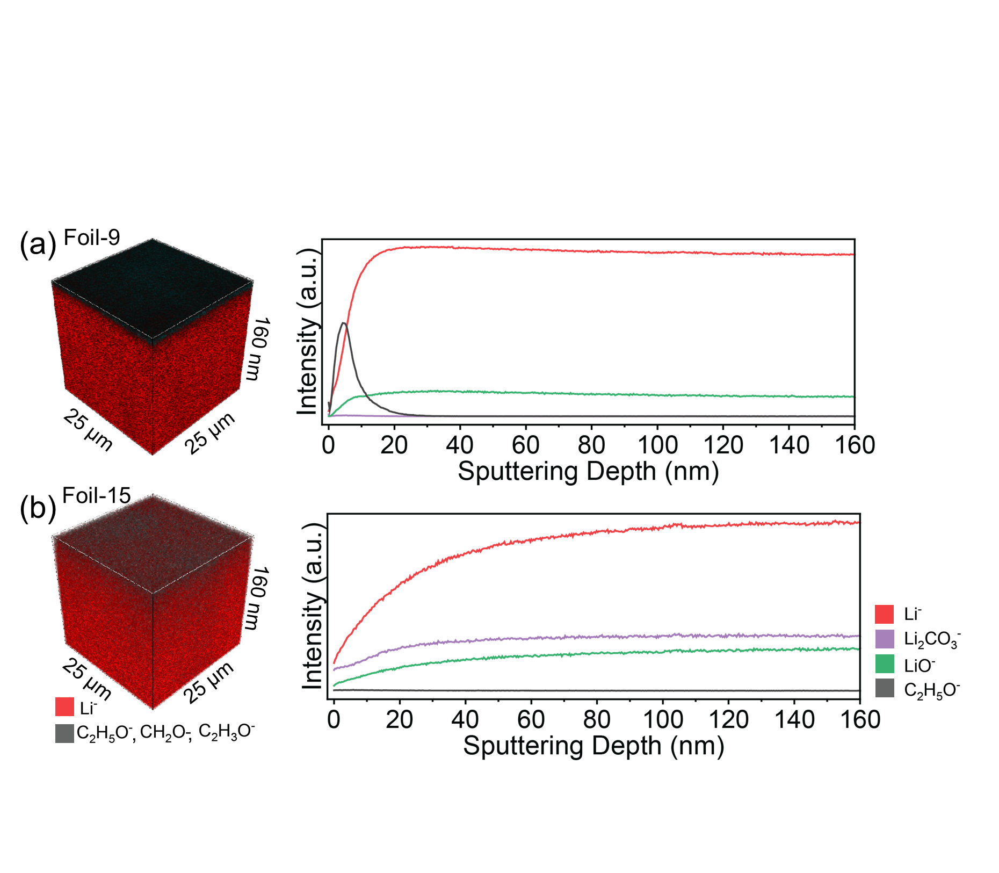 (a) Foil-9
160 nm
25 µm
25 µm
Intensity (a.u.)
0 20 40 60 80 100 120 140 160
Sputtering Depth (nm)
(b) Foil-15
160 nm
25 µm
25 µm
Li⁻
C₂H₅O⁻, CH₂O⁻, C₂H₃O⁻
Intensity (a.u.)
0 20 40 60 80 100 120 140 160
Sputtering Depth (nm)
Li⁻
Li₂CO₃⁻
LiO⁻
C₂H₅O⁻